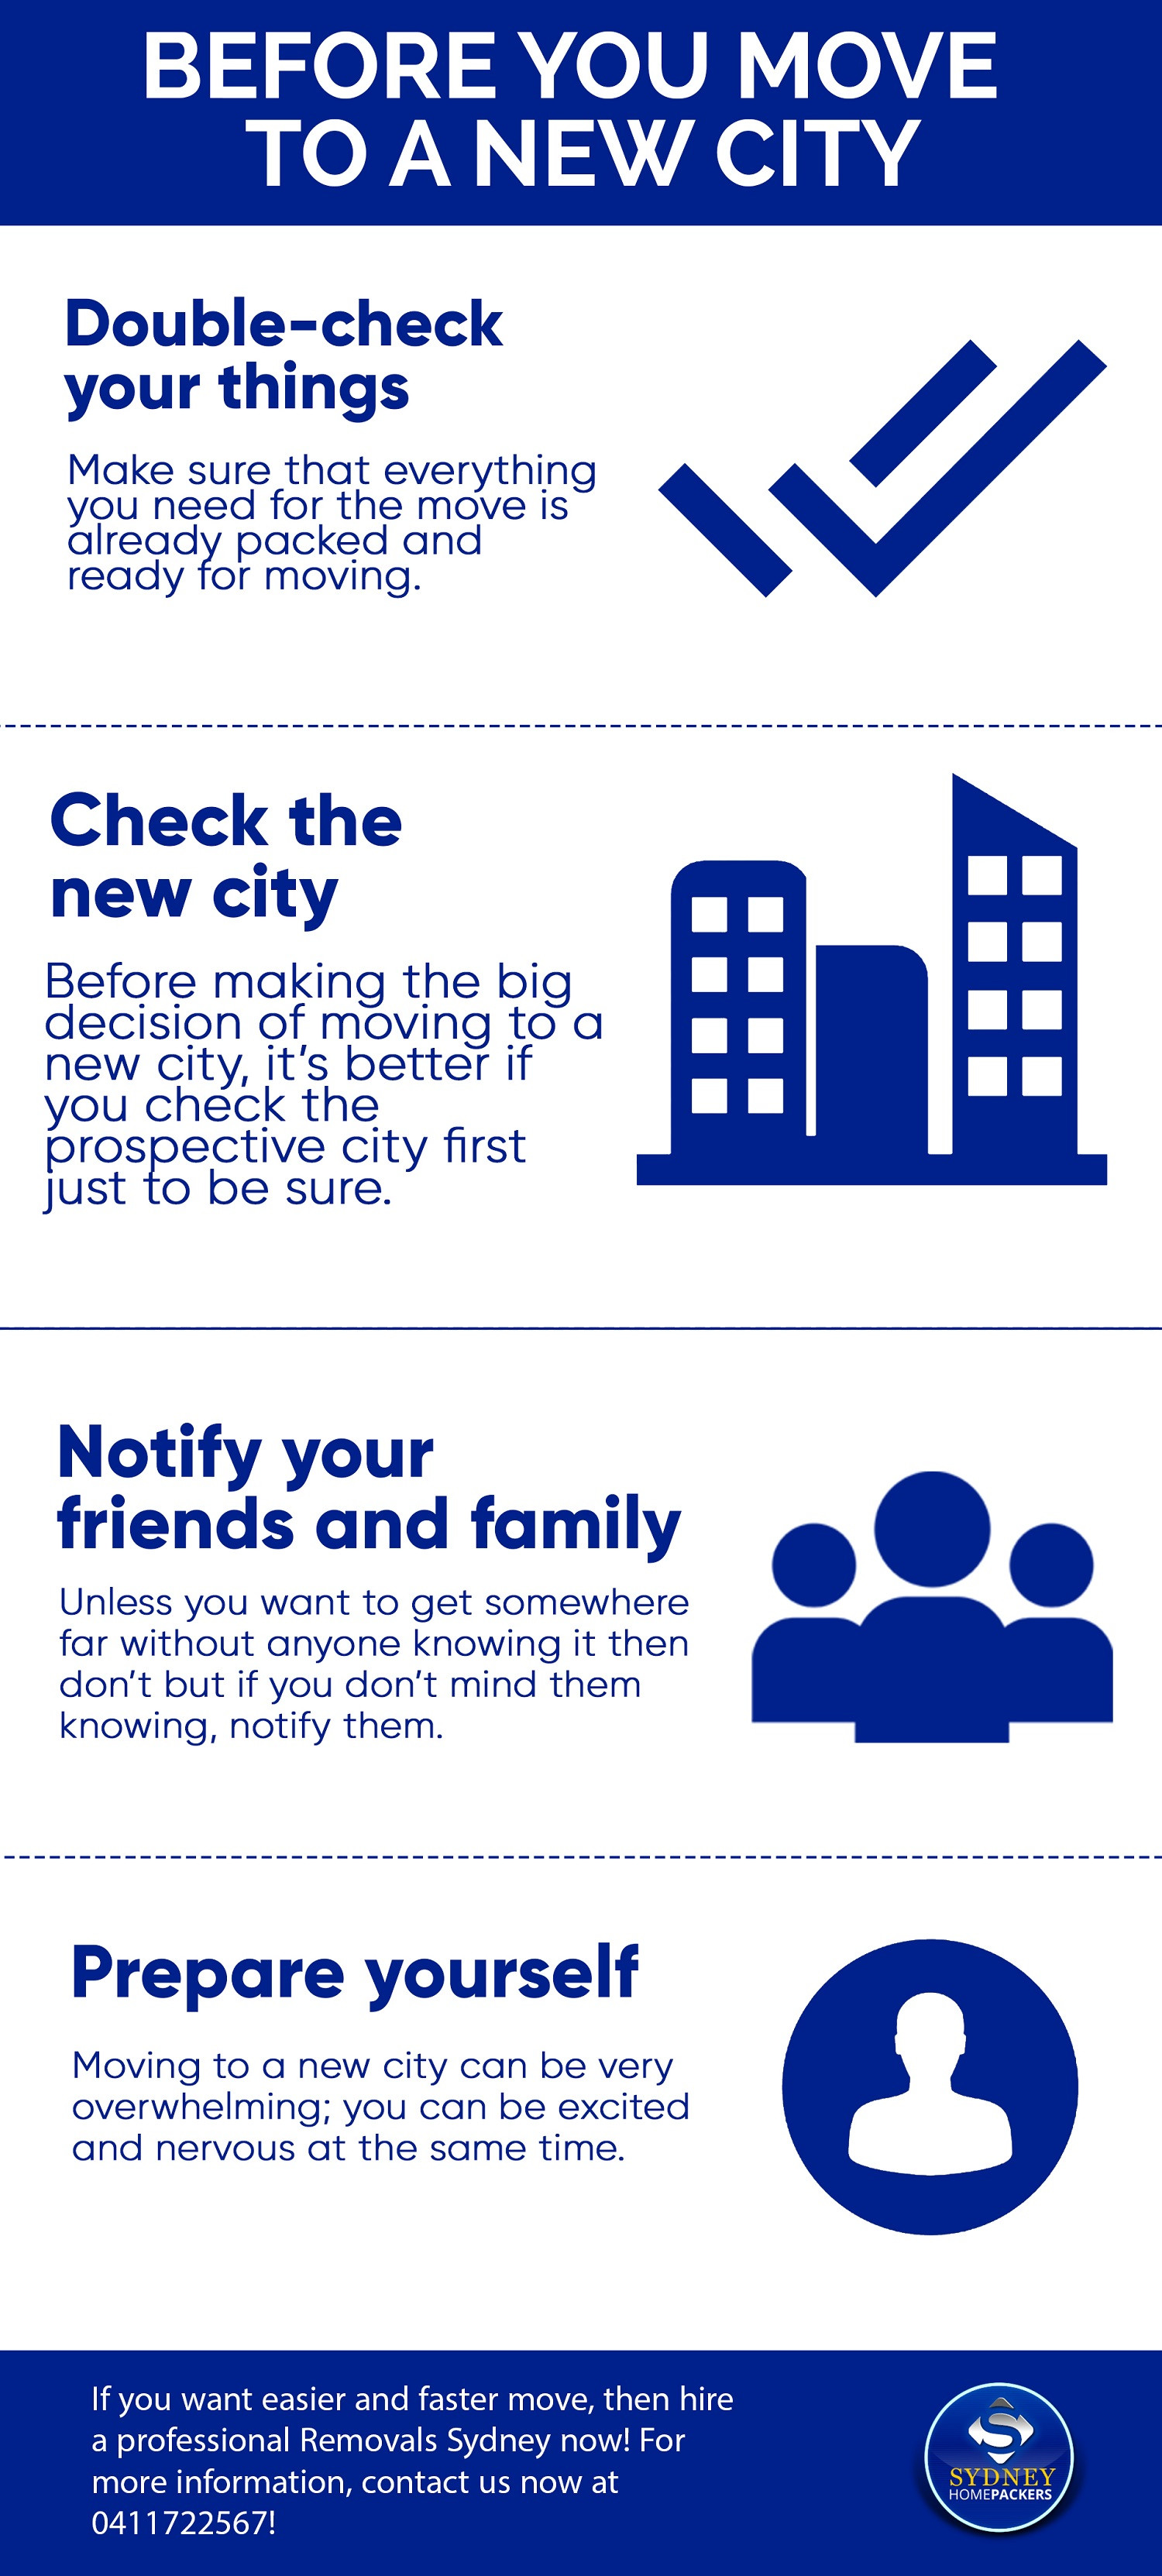 BEFORE YOU MOVE
TO A NEW CITY
Double-check
your things
Make sure that everything
you need for the move is
already packed and
ready for moving.
Check the
new city
Before making the big
decision of moving to a
new city, it's better if
you check the
prospective city first
just to be sure.
Notify your
friends and family
Unless you want to get somewhere
far without anyone knowing it then
don't but if you don't mind them
knowing, notify them.
Prepare yourself
Moving to a new city can be very
overwhelming; you can be excited
and nervous at the same time.
If you want easier and faster move, then hire
a professional Removals Sydney now! For
more information, contact us now at
0411722567!
S
SYDNEY
HOMEPACKERS